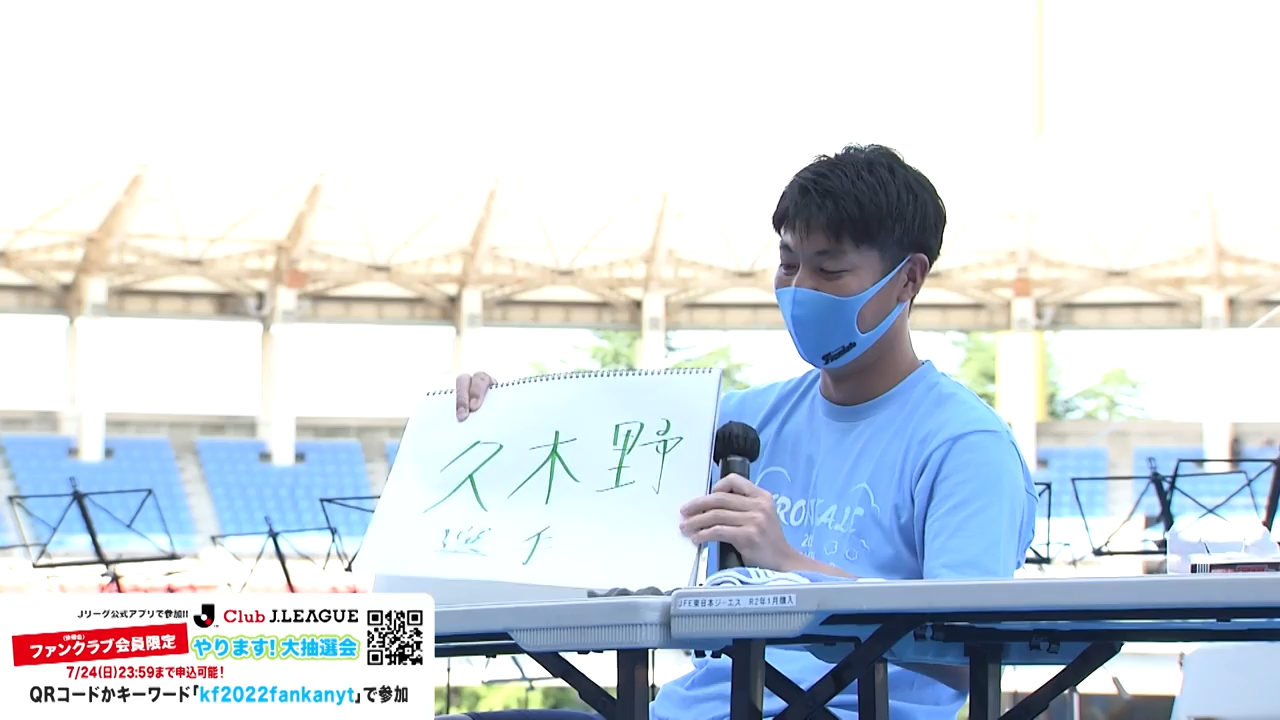 久木野
FRONTALE
JFE東日本ジーエス R2年1月購入
Jリーグ公式アプリで参加!!
Club J.LEAGUE
ファンクラブ会員限定
やります!大抽選会
7/24(日)23:59まで申込可能!
QRコードかキーワード「kf2022fankanyt」で参加